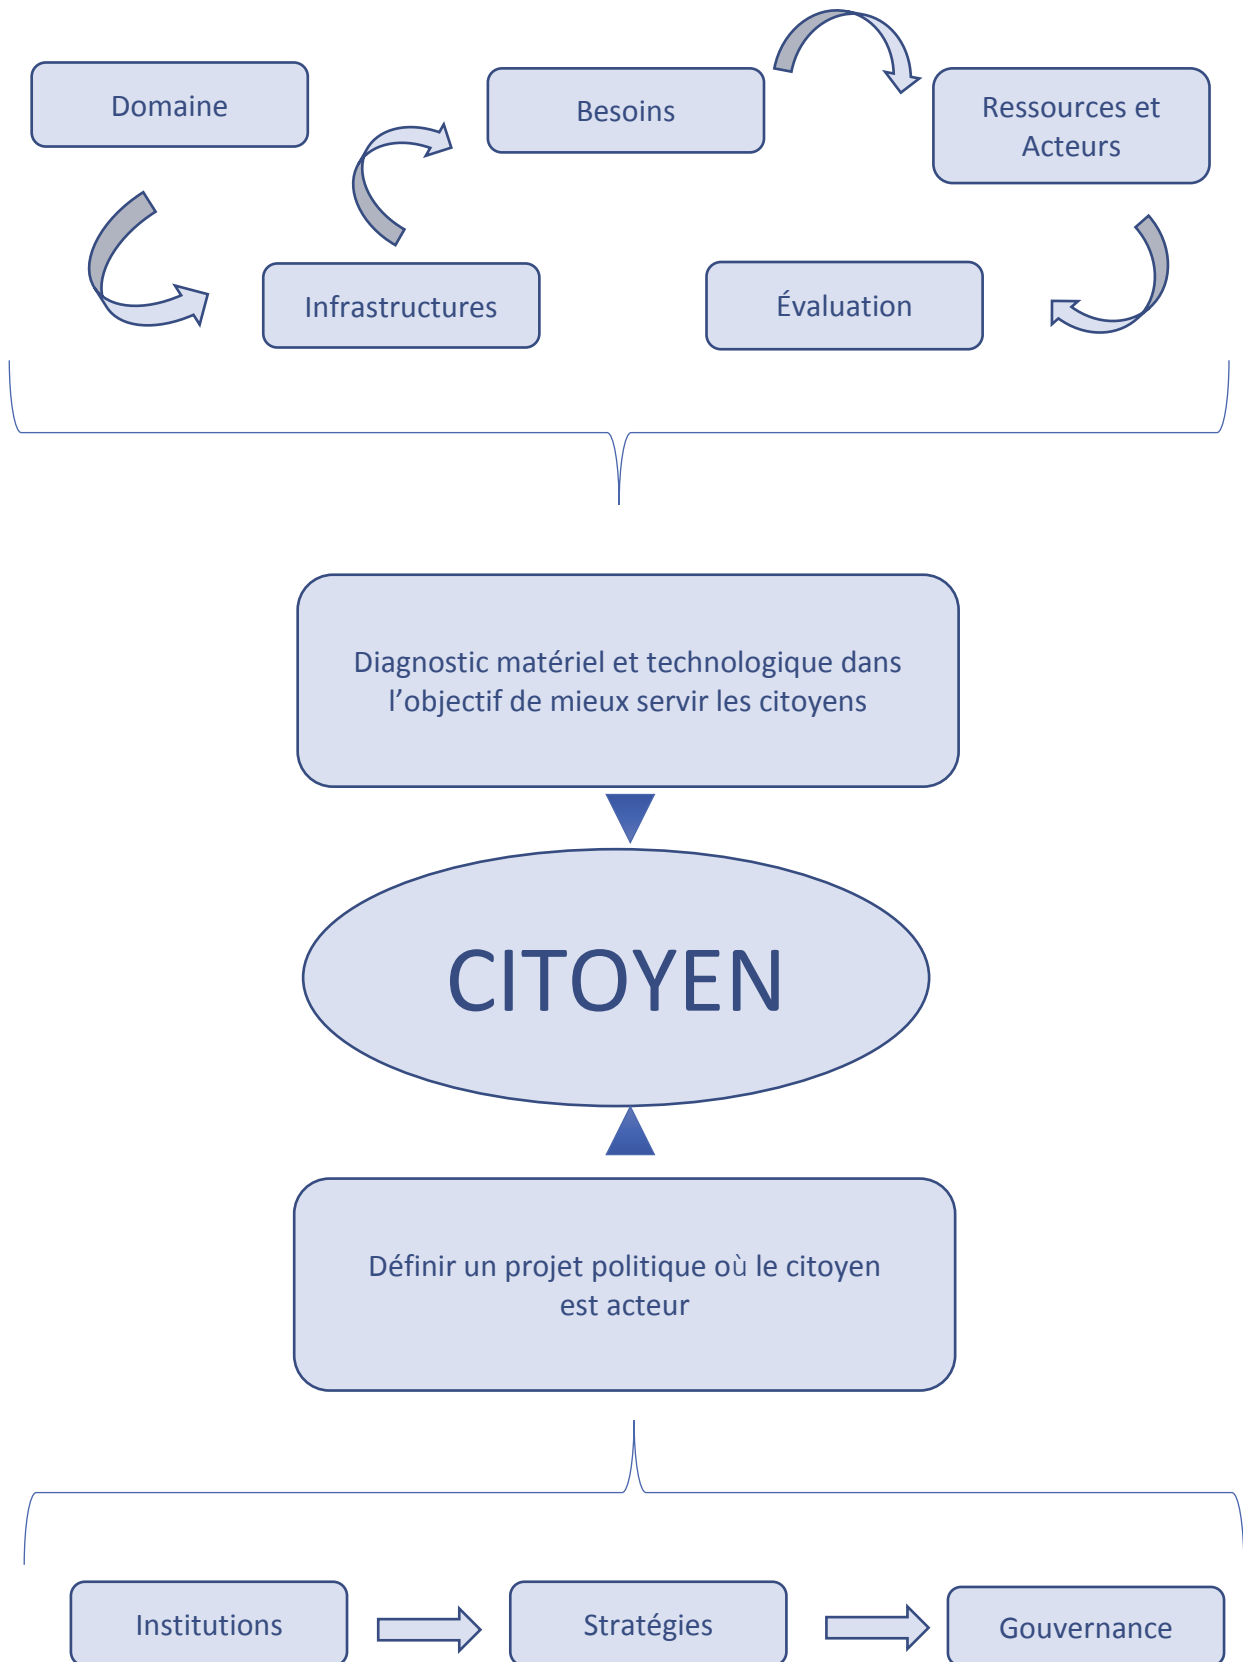 Domaine
Besoins
Ressources et
Acteurs
Infrastructures
Évaluation
Diagnostic matériel et technologique dans
l’objectif de mieux servir les citoyens
CITOYEN
Définir un projet politique où le citoyen
est acteur
Institutions
Stratégies
Gouvernance